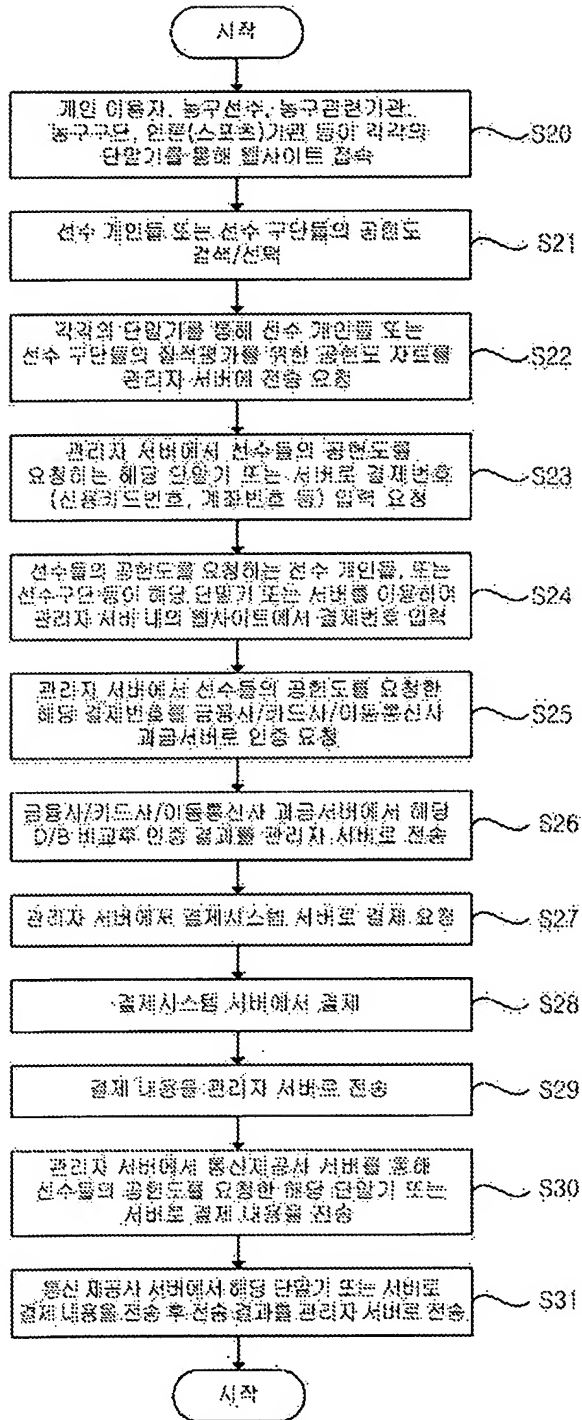 시작
개인 이용자, 농구선수, 농구관련기관,
농구구단, 언론(스포츠)기관 등이 각각의
단말기를 통해 웹사이트 접속
S20
선수 개인들 또는 선수 구단들의 공헌도
검색/선택
S21
각각의 단말기를 통해 선수 개인들 또는
선수 구단들의 실적평가를 위한 공헌도 자료를
관리자 서버에 전송 요청
S22
관리자 서버에서 선수들의 공헌도를
요청하는 해당 단말기 또는 서버로 결제번호
(신용카드번호, 계좌번호 등) 입력 요청
S23
선수들의 공헌도를 요청하는 선수 개인들, 또는
선수구단 등이 해당 단말기 또는 서버를 이용하여
관리자 서버 내의 웹사이트에서 결제번호 입력
S24
관리자 서버에서 선수들의 공헌도를 요청한
해당 결제번호를 금융사/카드사/이동통신사
과금서버로 인증 요청
S25
금융사/카드사/이동통신사 과금서버에서 해당
D/B 비교후 인증 결과를 관리자 서버로 전송
S26
관리자 서버에서 결제시스템 서버로 결제 요청
S27
결제시스템 서버에서 결제
S28
결제 내용을 관리자 서버로 전송
S29
관리자 서버에서 통신제공사 서버를 통해
선수들의 공헌도를 요청한 해당 단말기 또는
서버로 결제 내용을 전송
S30
통신 제공사 서버에서 해당 단말기 또는 서버로
결제 내용을 전송 후 전송 결과를 관리자 서버로 전송
S31
시작